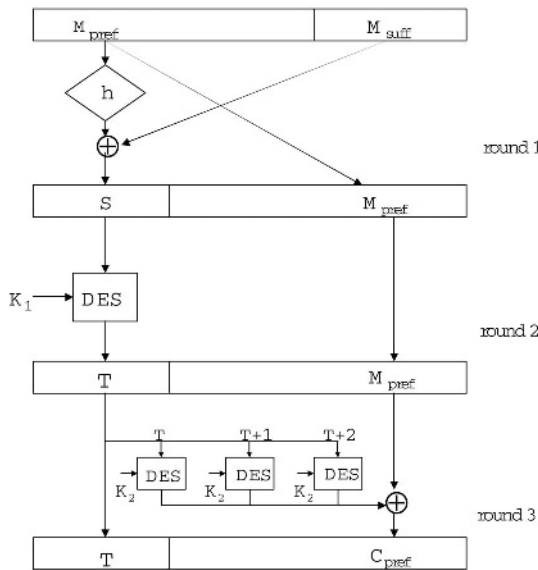 M pref M suff
h
round 1
S M pref
K 1 DES
round 2
T M pref
T T+1 T+2
DES DES DES
K 2 K 2 K 2
round 3
T C pref